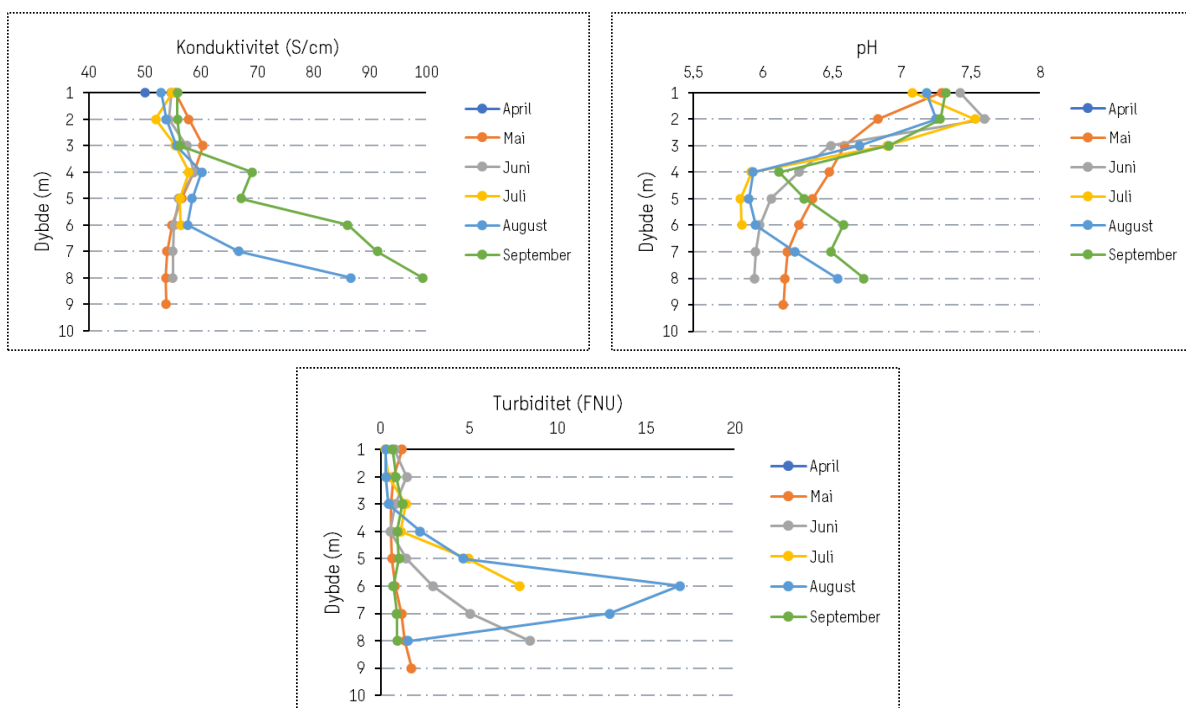 Konduktivitet (S/cm)
40 50 60 70 80 90 100
1
2
3
4
5
6
7
8
9
10
Dybde (m)
April
Mai
Juni
Juli
August
September
pH
5,5 6 6,5 7 7,5 8
1
2
3
4
5
6
7
8
9
10
Dybde (m)
April
Mai
Juni
Juli
August
September
Turbiditet (FNU)
0 5 10 15 20
1
2
3
4
5
6
7
8
9
10
Dybde (m)
April
Mai
Juni
Juli
August
September